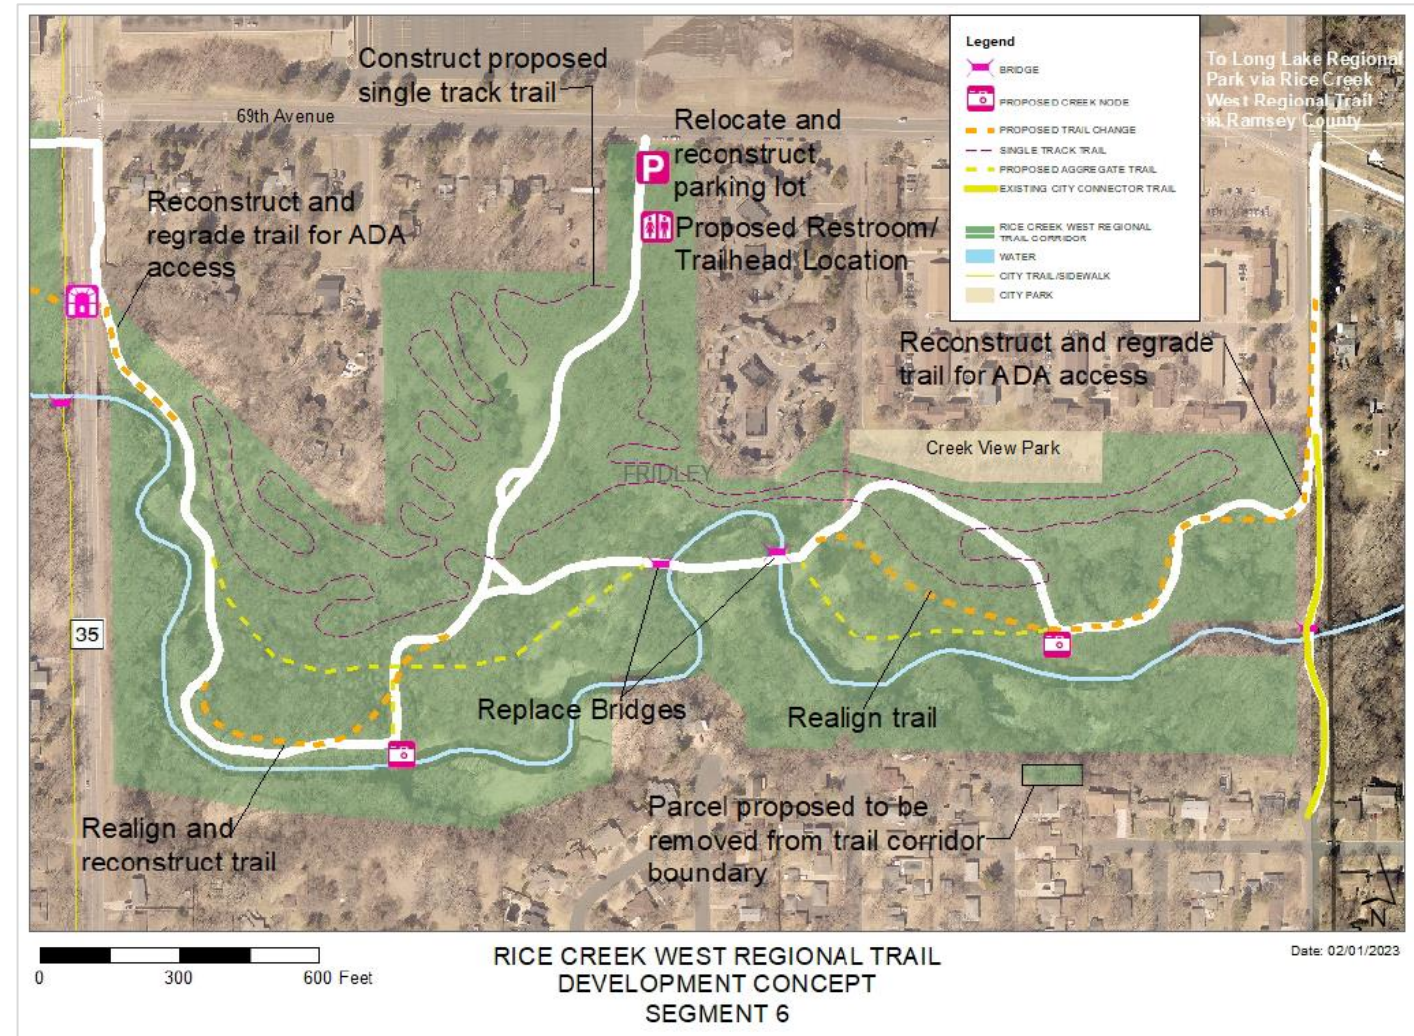 Construct proposed
single track trail
69th Avenue
Relocate and
reconstruct
parking lot
P
Proposed Restroom/
Trailhead Location
Legend
BRIDGE
PROPOSED CREEK NODE
PROPOSED TRAIL CHANGE
SINGLE TRACK TRAIL
PROPOSED AGGREGATE TRAIL
EXISTING CITY CONNECTOR TRAIL
RICE CREEK WEST REGIONAL
TRAIL CORRIDOR
WATER
CITY TRAIL/SIDEWALK
CITY PARK
To Long Lake Regional
Park via Rice Creek
West Regional Trail
in Ramsey County
Reconstruct and
regrade trail for ADA
access
Reconstruct and regrade
trail for ADA access
Creek View Park
FRIDLEY
35
Replace Bridges
Realign trail
Realign and
reconstruct trail
Parcel proposed to be
removed from trail corridor
boundary
N
0 300 600 Feet
RICE CREEK WEST REGIONAL TRAIL
DEVELOPMENT CONCEPT
SEGMENT 6
Date: 02/01/2023